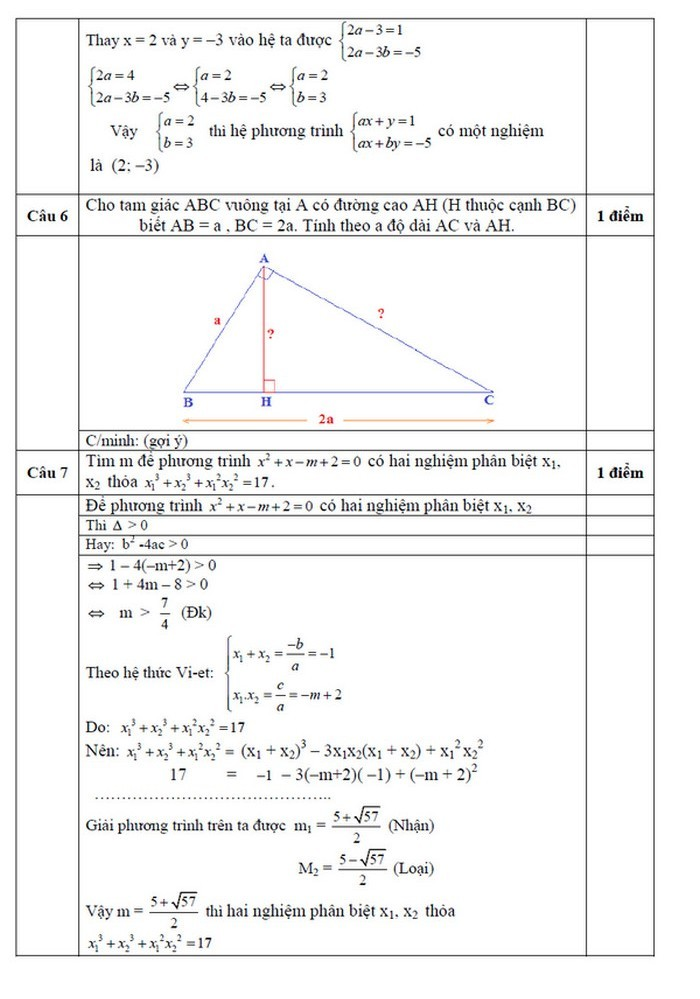 Thay x = 2 và y = –3 vào hệ ta được {2a – 3 = 1
2a – 3b = –5
{2a = 4 ⇔ {a = 2 ⇔ {a = 2
2a – 3b = –5 4 – 3b = –5 b = 3
Vậy {a = 2 thì hệ phương trình {ax + y = 1 có một nghiệm
b = 3 ax + by = –5
là (2; –3)
Câu 6 Cho tam giác ABC vuông tại A có đường cao AH (H thuộc cạnh BC) 1 điểm
biết AB = a , BC = 2a. Tính theo a độ dài AC và AH.
A
a ? ?
B H C
2a
C/minh: (gợi ý)
Câu 7 Tìm m để phương trình x² + x – m + 2 = 0 có hai nghiệm phân biệt x₁, 1 điểm
x₂ thỏa x₁³ + x₂³ + x₁²x₂² = 17.
Để phương trình x² + x – m + 2 = 0 có hai nghiệm phân biệt x₁, x₂
Thì Δ > 0
Hay: b² -4ac > 0
⇒ 1 – 4(–m+2) > 0
⇔ 1 + 4m – 8 > 0
⇔ m > 7/4 (Đk)
Theo hệ thức Vi-et: {x₁ + x₂ = –b/a = –1
x₁.x₂ = c/a = –m + 2
Do: x₁³ + x₂³ + x₁²x₂² = 17
Nên: x₁³ + x₂³ + x₁²x₂² = (x₁ + x₂)³ – 3x₁x₂(x₁ + x₂) + x₁²x₂²
17 = –1 – 3(–m+2)( –1) + (–m + 2)²
…………………………………..
Giải phương trình trên ta được m₁ = (5 + √57)/2 (Nhận)
M₂ = (5 – √57)/2 (Loại)
Vậy m = (5 + √57)/2 thì hai nghiệm phân biệt x₁, x₂ thỏa
x₁³ + x₂³ + x₁²x₂² = 17